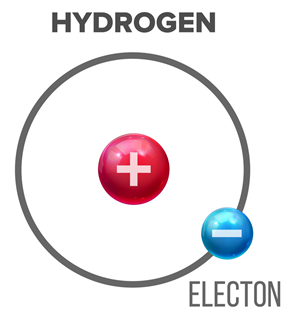 HYDROGEN
+
−
ELECTON